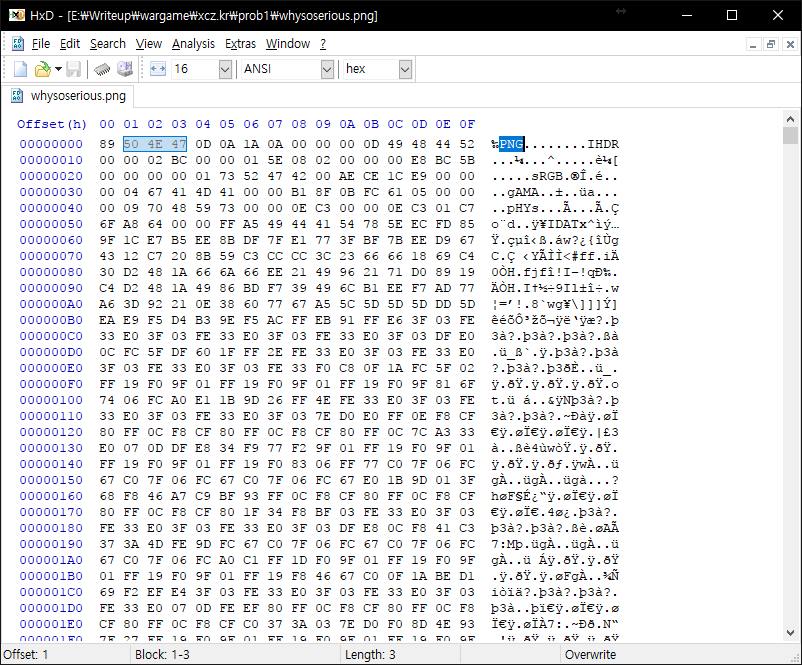 HxD - [E:\Writeup\wargame\xcz.kr\prob1\whysoserious.png]
File Edit Search View Analysis Extras Window ?
16 ANSI hex
whysoserious.png
Offset(h) 00 01 02 03 04 05 06 07 08 09 0A 0B 0C 0D 0E 0F
00000000 89 50 4E 47 0D 0A 1A 0A 00 00 00 0D 49 48 44 52 ‰PNG........IHDR
00000010 00 00 02 BC 00 00 01 5E 08 02 00 00 00 E8 BC 5B ...¼...^.....è¼[
00000020 00 00 00 01 73 52 47 42 00 AE CE 1C E9 00 00 ....sRGB.®Î.é..
00000030 00 04 67 41 4D 41 00 00 B1 8F 0B FC 61 05 00 00 ..gAMA..±..üa...
00000040 00 09 70 48 59 73 00 00 0E C3 00 00 0E C3 01 C7 ..pHYs...Ã...Ã.Ç
00000050 6F A8 64 00 00 FF A5 49 44 41 54 78 5E EC FD 85 o¨d..ÿ¥IDATx^ìý…
00000060 9F 1C E7 B5 EE 8B DF 7F E1 77 3F BF 7B EE D9 67 Ÿ.çµî‹ß.áw?¿{îÙg
00000070 43 12 C7 20 8B 59 C3 CC CC 3C 23 66 66 18 69 C4 C.Ç ‹YÃÌÌ<#ff.iÄ
00000080 30 D2 48 1A 66 6A 66 EE 21 49 96 21 71 D0 89 19 0ÒH.fjfî!I–!qÐ‰.
00000090 C4 D2 48 1A 49 86 BD F7 39 49 6C B1 EE F7 AD 77 ÄÒH.I†½÷9Il±î÷.w
000000A0 A6 3D 92 21 0E 38 60 77 67 A5 5C 5D 5D 5D DD 5D ¦=’!.8`wg¥\]]]Ý]
000000B0 EA E9 F5 D4 B3 9E F5 AC FF EB 91 FF E6 3F 03 FE êéõÔ³žõ¬ÿë‘ÿæ?.þ
000000C0 33 E0 3F 03 FE 33 E0 3F 03 FE 33 E0 3F 03 DF E0 3à?.þ3à?.þ3à?.ßà
000000D0 0C FC 5F DF 60 1F FF 2E FE 33 E0 3F 03 FE 33 E0 .ü_ß`.ÿ.þ3à?.þ3à
000000E0 3F 03 FE 33 E0 3F 03 FE 33 F0 C8 0F 1A FC 5F 02 ?.þ3à?.þ3ðÈ..ü_.
000000F0 FF 19 F0 9F 01 FF 19 F0 9F 01 FF 19 F0 9F 81 6F ÿ.ðŸ.ÿ.ðŸ.ÿ.ðŸ.o
00000100 74 06 FC A0 E1 1B 9D 26 FF 4E FE 33 E0 3F 03 FE t.ü á..&ÿNþ3à?.þ
00000110 33 E0 3F 03 FE 33 E0 3F 03 7E D0 E0 FF 0E F8 CF 3à?.þ3à?.~Ðàÿ.øÏ
00000120 80 FF 0C F8 CF 80 FF 0C F8 CF 80 FF 0C 7C A3 33 €ÿ.øÏ€ÿ.øÏ€ÿ.|£3
00000130 E0 07 0D DF E8 34 F9 77 F2 9F 01 FF 19 F0 9F 01 à..ßè4ùwòŸ.ÿ.ðŸ.
00000140 FF 19 F0 9F 01 FF 19 F0 83 06 FF 77 C0 7F 06 FC ÿ.ðŸ.ÿ.ðƒ.ÿwÀ..ü
00000150 67 C0 7F 06 FC 67 C0 7F 06 FC 67 E0 1B 9D 01 3F gÀ..ügÀ..ügà...?
00000160 68 F8 46 A7 C9 BF 93 FF 0C F8 CF 80 FF 0C F8 CF høF§É¿“ÿ.øÏ€ÿ.øÏ
00000170 80 FF 0C F8 CF 80 1F 34 F8 BF 03 FE 33 E0 3F 03 €ÿ.øÏ€.4ø¿.þ3à?.
00000180 FE 33 E0 3F 03 FE 33 E0 3F 03 DF E8 0C F8 41 C3 þ3à?.þ3à?.ßè.øAÃ
00000190 37 3A 4D FE 9D FC 67 C0 7F 06 FC 67 C0 7F 06 FC 7:Mþ.ügÀ..ügÀ..ü
000001A0 67 C0 7F 06 FC A0 C1 FF 1D F0 9F 01 FF 19 F0 9F gÀ..ü Áÿ.ðŸ.ÿ.ðŸ
000001B0 01 FF 19 F0 9F 01 FF 19 F8 46 67 C0 0F 1A BE D1 .ÿ.ðŸ.ÿ.øFgÀ..¾Ñ
000001C0 69 F2 EF E4 3F 03 FE 33 E0 3F 03 FE 33 E0 3F 03 iòïä?.þ3à?.þ3à?.
000001D0 FE 33 E0 07 0D FE EF 80 FF 0C F8 CF 80 FF 0C F8 þ3à..þï€ÿ.øÏ€ÿ.ø
000001E0 CF 80 FF 0C F8 CF C0 37 3A 03 7E D0 F0 8D 4E 93 Ï€ÿ.øÏÀ7:.~Ðð.N“
Offset: 1 Block: 1-3 Length: 3 Overwrite